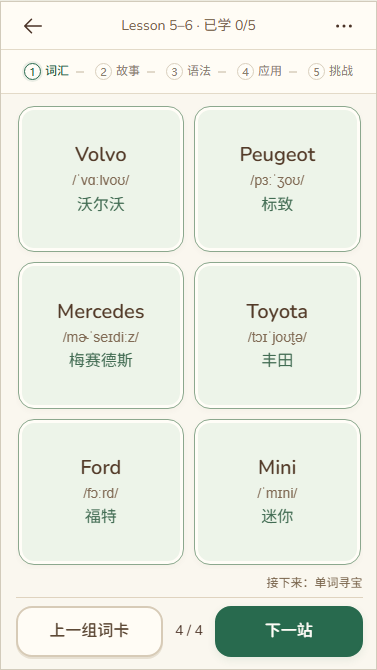 Lesson 5–6 · 已学 0/5
1 词汇 – 2 故事 – 3 语法 – 4 应用 – 5 挑战
Volvo
/ˈvɑːlvoʊ/
沃尔沃
Peugeot
/pɜːˈʒoʊ/
标致
Mercedes
/mɚˈseɪdiːz/
梅赛德斯
Toyota
/tɔɪˈjoʊt̬ə/
丰田
Ford
/fɔːrd/
福特
Mini
/ˈmɪni/
迷你
接下来：单词寻宝
上一组词卡
4 / 4
下一站